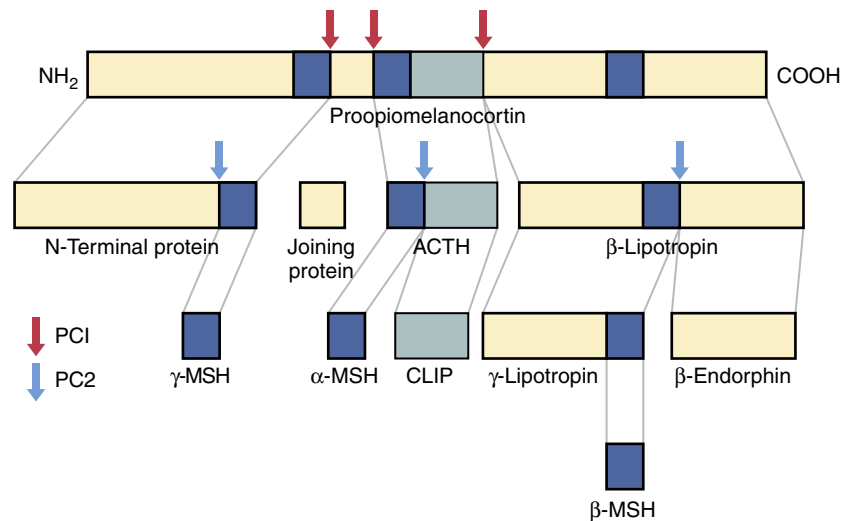 NH2
COOH
Proopiomelanocortin
N-Terminal protein
Joining
protein
ACTH
β-Lipotropin
PCI
PC2
γ-MSH
α-MSH
CLIP
γ-Lipotropin
β-Endorphin
β-MSH